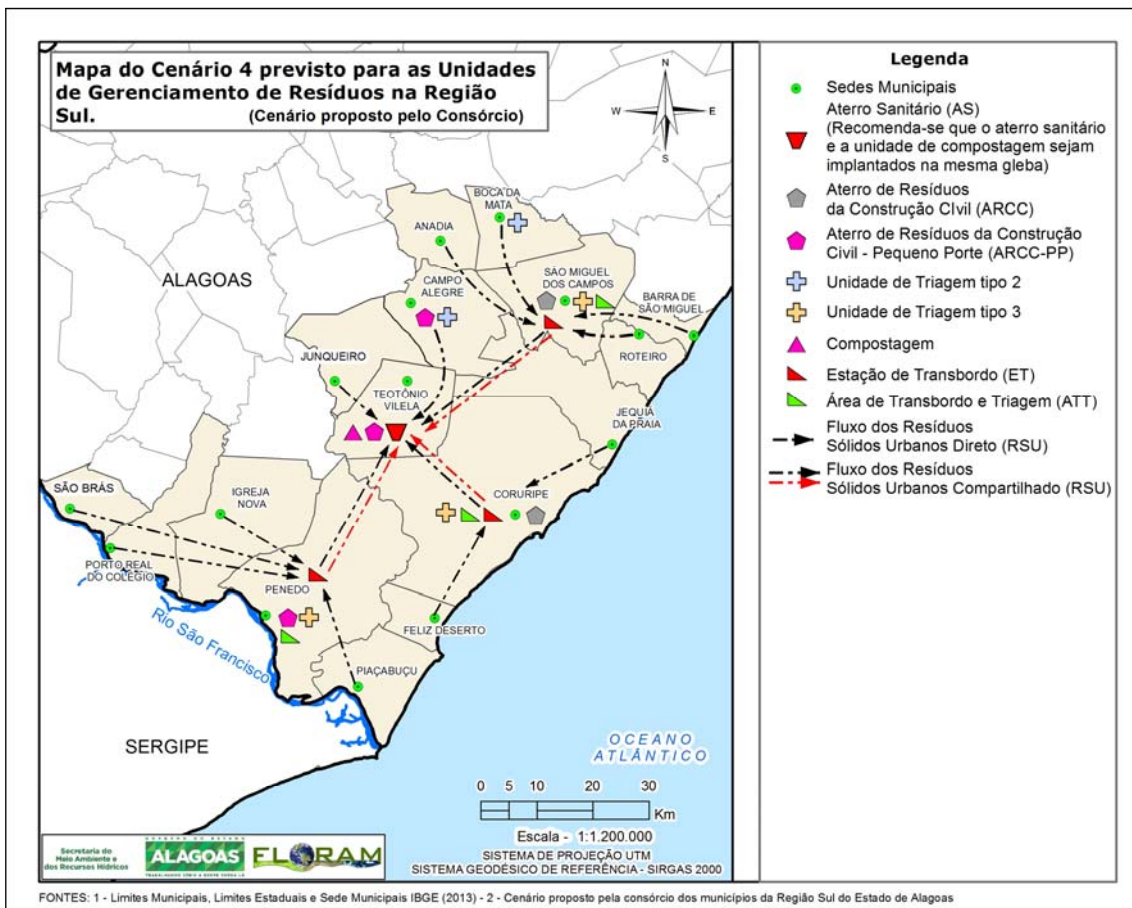 Mapa do Cenário 4 previsto para as Unidades
de Gerenciamento de Resíduos na Região
Sul. (Cenário proposto pelo Consórcio)
N
W E
S
BOCA DA
MATA
ANADIA
ALAGOAS
CAMPO
ALEGRE
SÃO MIGUEL
DOS CAMPOS
BARRA DE
SÃO MIGUEL
ROTEIRO
JUNQUEIRO
TEOTÔNIO
VILELA
JEQUIA
DA PRAIA
SÃO BRÁS
IGREJA
NOVA
CORURIPE
PORTO REAL
DO COLÉGIO
PENEDO
FELIZ DESERTO
Rio São Francisco
PIAÇABUÇU
SERGIPE
OCEANO
ATLÂNTICO
0 5 10 20 30
Km
Escala - 1:1.200.000
SISTEMA DE PROJEÇÃO UTM
SISTEMA GEODÉSICO DE REFERÊNCIA - SIRGAS 2000
Secretaria do
Meio Ambiente e
dos Recursos Hídricos
GOVERNO DO ESTADO
ALAGOAS
FLORAM
Legenda
Sedes Municipais
Aterro Sanitário (AS)
(Recomenda-se que o aterro sanitário
e a unidade de compostagem sejam
implantados na mesma gleba)
Aterro de Resíduos
da Construção CIvil (ARCC)
Aterro de Resíduos da Construção
Civil - Pequeno Porte (ARCC-PP)
Unidade de Triagem tipo 2
Unidade de Triagem tipo 3
Compostagem
Estação de Transbordo (ET)
Área de Transbordo e Triagem (ATT)
Fluxo dos Resíduos
Sólidos Urbanos Direto (RSU)
Fluxo dos Resíduos
Sólidos Urbanos Compartilhado (RSU)
FONTES: 1 - Limites Municipais, Limites Estaduais e Sede Municipais IBGE (2013) - 2 - Cenário proposto pela consórcio dos municípios da Região Sul do Estado de Alagoas